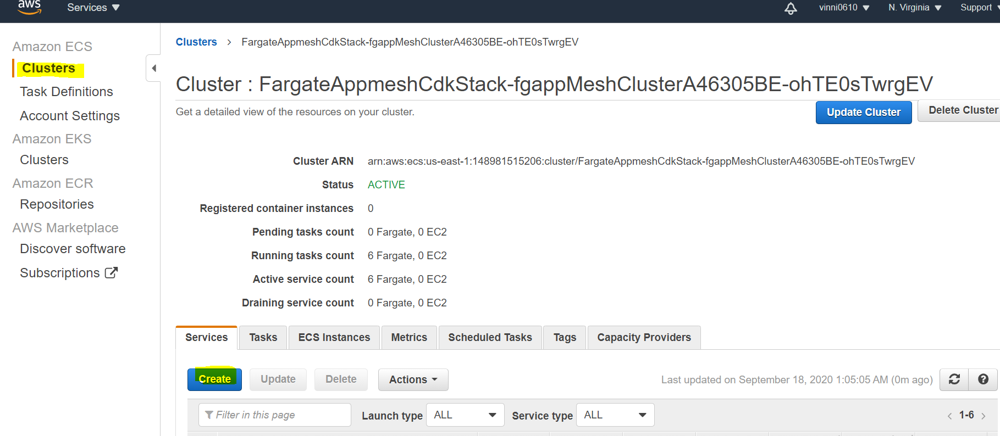 aws
Services
vinni0610
N. Virginia
Support
Amazon ECS
Clusters
Task Definitions
Account Settings
Amazon EKS
Clusters
Amazon ECR
Repositories
AWS Marketplace
Discover software
Subscriptions
Clusters > FargateAppmeshCdkStack-fgappMeshClusterA46305BE-ohTE0sTwrgEV
Cluster : FargateAppmeshCdkStack-fgappMeshClusterA46305BE-ohTE0sTwrgEV
Get a detailed view of the resources on your cluster.
Update Cluster
Delete Cluster
Cluster ARN arn:aws:ecs:us-east-1:148981515206:cluster/FargateAppmeshCdkStack-fgappMeshClusterA46305BE-ohTE0sTwrgEV
Status ACTIVE
Registered container instances 0
Pending tasks count 0 Fargate, 0 EC2
Running tasks count 6 Fargate, 0 EC2
Active service count 6 Fargate, 0 EC2
Draining service count 0 Fargate, 0 EC2
Services Tasks ECS Instances Metrics Scheduled Tasks Tags Capacity Providers
Create Update Delete Actions Last updated on September 18, 2020 1:05:05 AM (0m ago) ?
Filter in this page Launch type ALL Service type ALL < 1-6 >